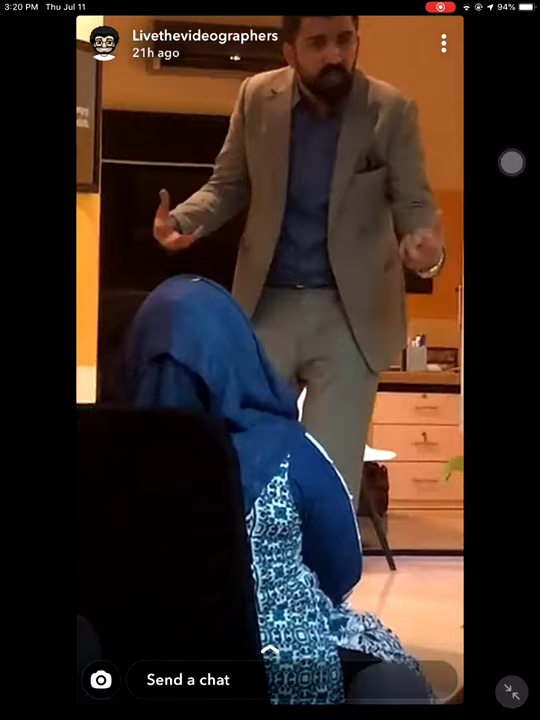 3:20 PM Thu Jul 11
94%
Livethevideographers
21h ago
Send a chat